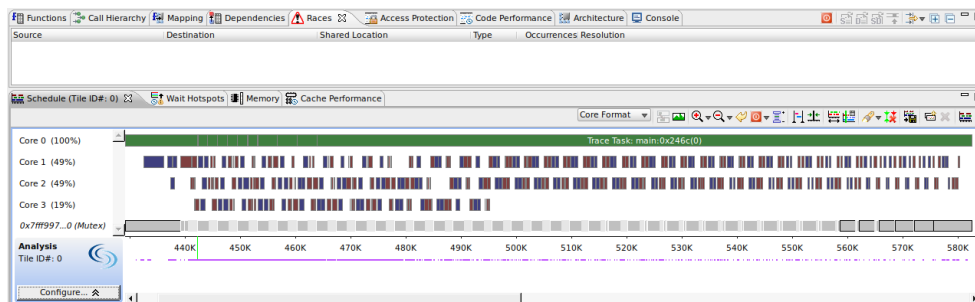 Functions Call Hierarchy Mapping Dependencies Races Access Protection Code Performance Architecture Console
Source Destination Shared Location Type Occurrences Resolution
Schedule (Tile ID#: 0) Wait Hotspots Memory Cache Performance
Core Format
Core 0 (100%) Trace Task: main:0x246c(0)
Core 1 (49%)
Core 2 (49%)
Core 3 (19%)
0x7fff997...0 (Mutex)
Analysis 440K 450K 460K 470K 480K 490K 500K 510K 520K 530K 540K 550K 560K 570K 580K
Tile ID#: 0
Configure...